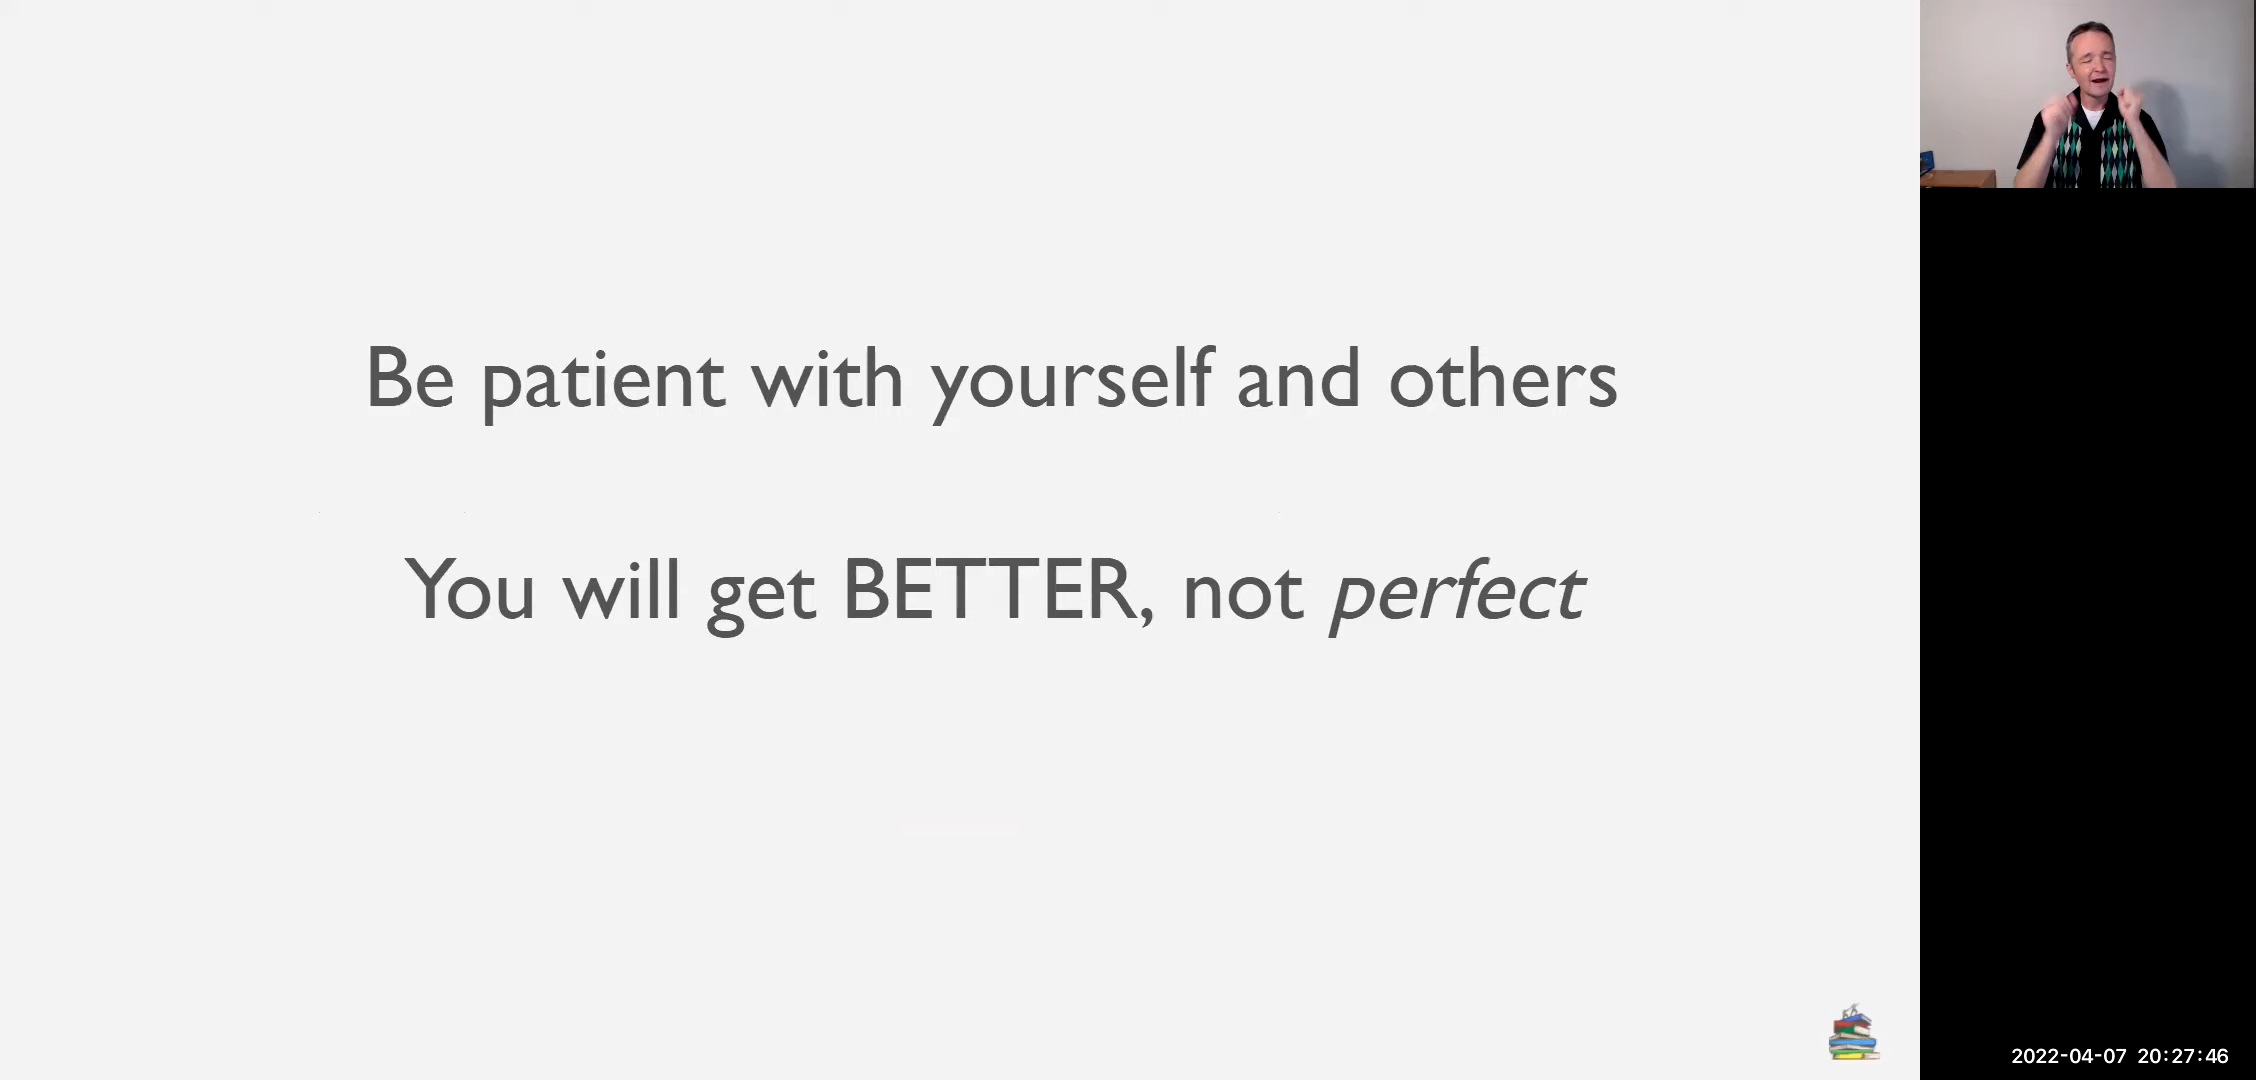 Be patient with yourself and others
You will get BETTER, not perfect
2022-04-07 20:27:46